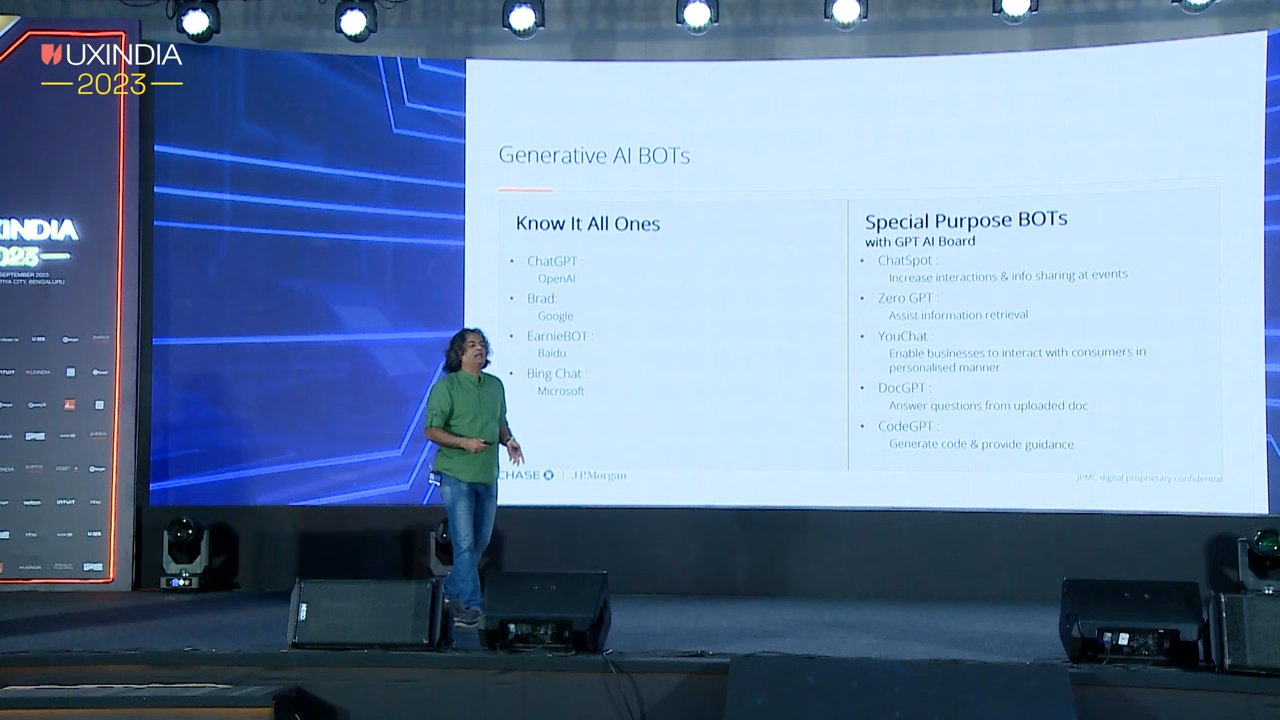 UXINDIA
2023
XINDIA
2023
SEPTEMBER 2023
BENGALURU
Generative AI BOTs
Know It All Ones
• ChatGPT :
OpenAI
• Brad:
Google
• EarnieBOT :
Baidu
• Bing Chat :
Microsoft
Special Purpose BOTs
with GPT AI Board
• ChatSpot :
Increase interactions & info sharing at events
• Zero GPT :
Assist information retrieval
• YouChat :
Enable businesses to interact with consumers in
personalised manner
• DocGPT :
Answer questions from uploaded doc
• CodeGPT :
Generate code & provide guidance
CHASE | J.P.Morgan
JPMC digital proprietary confidential